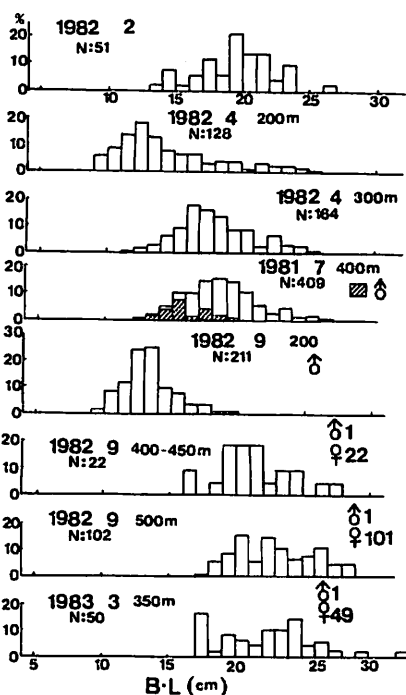 %
20
10
0
1982 2
N:51
10 15 20 25 30
20
10
0
1982 4 200m
N:128
20
10
0
1982 4 300m
N:164
20
10
0
1981 7 400m
N:409
♂
30
20
10
0
1982 9 200
N:211
♂
20
10
0
1982 9 400-450m
N:22
♂1
♀22
20
10
0
1982 9 500m
N:102
♂1
♀101
20
10
0
1983 3 350m
N:50
♂1
♀49
5 10 15 20 25 30
B·L (cm)